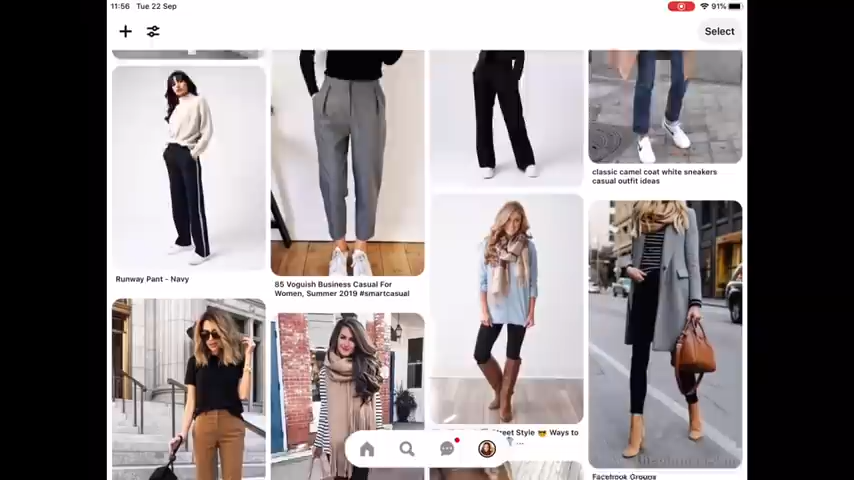 11:56 Tue 22 Sep
91%
Select
classic camel coat white sneakers
casual outfit ideas
Runway Pant - Navy
85 Voguish Business Casual For
Women, Summer 2019 #smartcasual
Street Style 🤓 Ways to
...
Facebook Groups